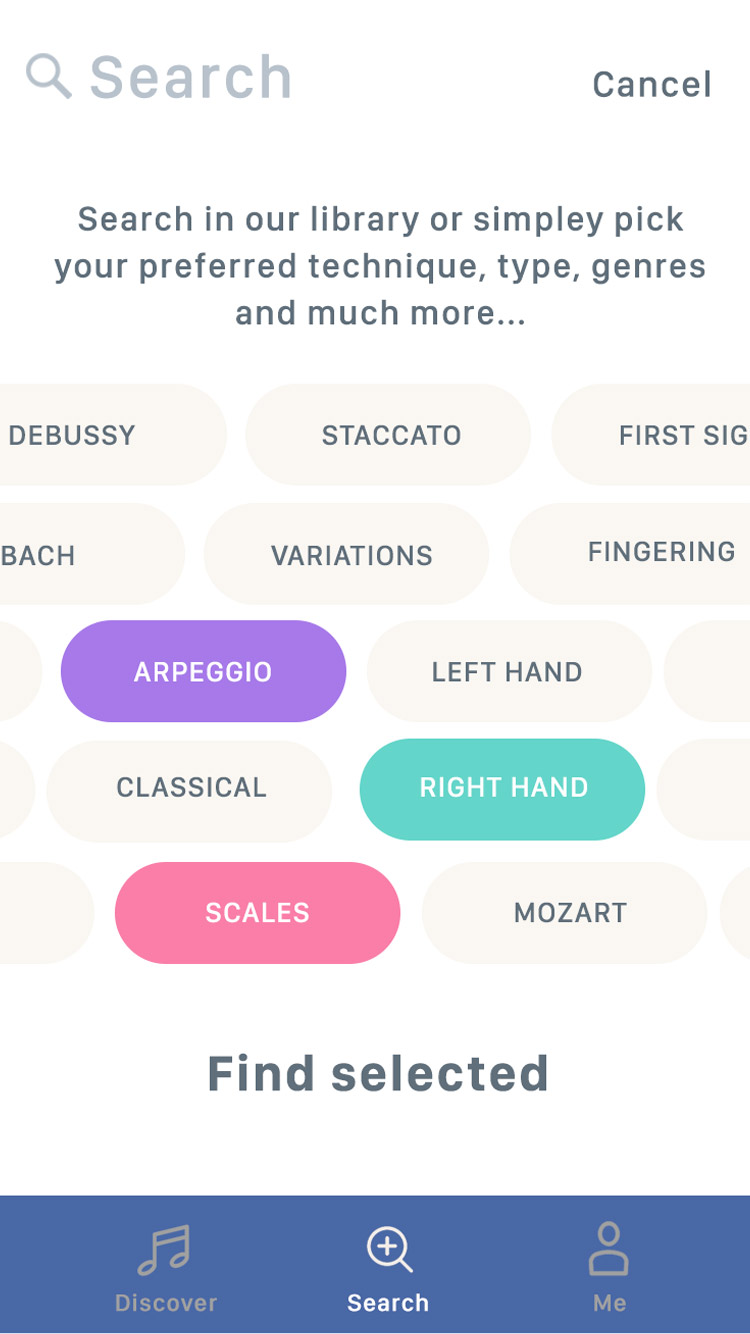 Search
Cancel
Search in our library or simpley pick
your preferred technique, type, genres
and much more...
DEBUSSY STACCATO FIRST SIG
BACH VARIATIONS FINGERING
ARPEGGIO LEFT HAND
CLASSICAL RIGHT HAND
SCALES MOZART
Find selected
Discover Search Me